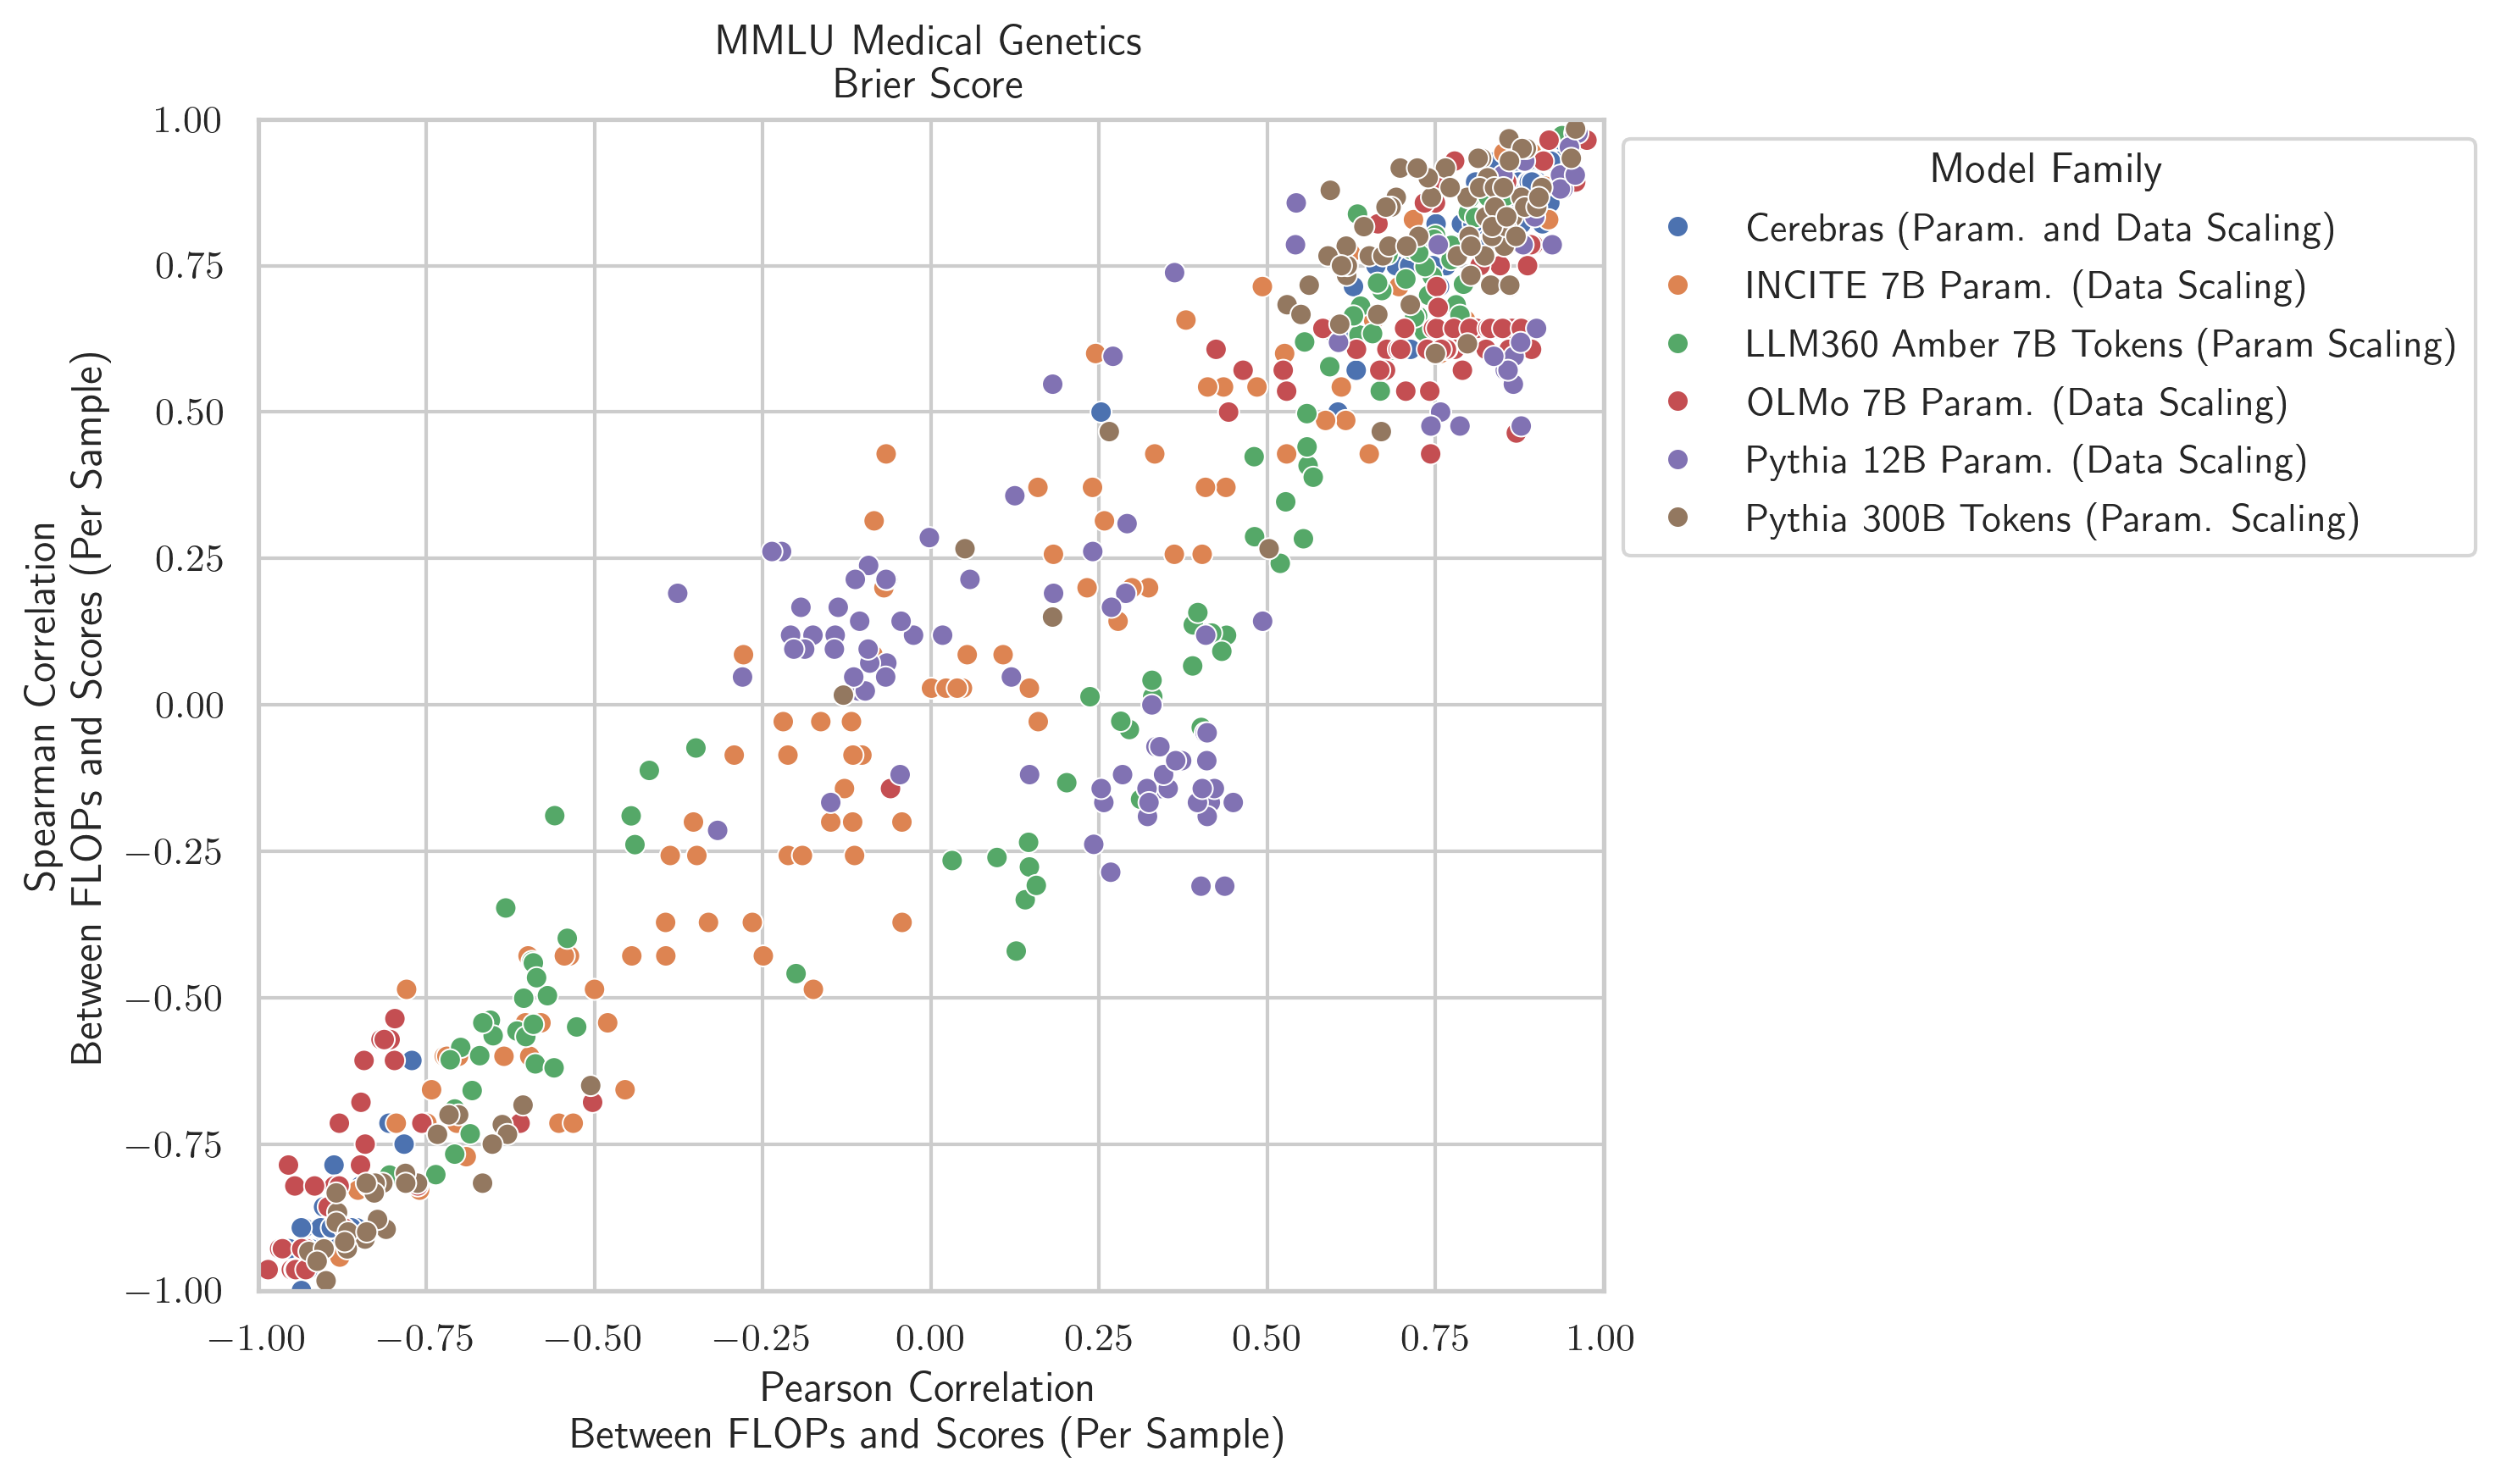 MMLU Medical Genetics
Brier Score
Spearman Correlation
Between FLOPs and Scores (Per Sample)
1.00
0.75
0.50
0.25
0.00
−0.25
−0.50
−0.75
−1.00
−1.00
−0.75
−0.50
−0.25
0.00
0.25
0.50
0.75
1.00
Pearson Correlation
Between FLOPs and Scores (Per Sample)
Model Family
Cerebras (Param. and Data Scaling)
INCITE 7B Param. (Data Scaling)
LLM360 Amber 7B Tokens (Param Scaling)
OLMo 7B Param. (Data Scaling)
Pythia 12B Param. (Data Scaling)
Pythia 300B Tokens (Param. Scaling)